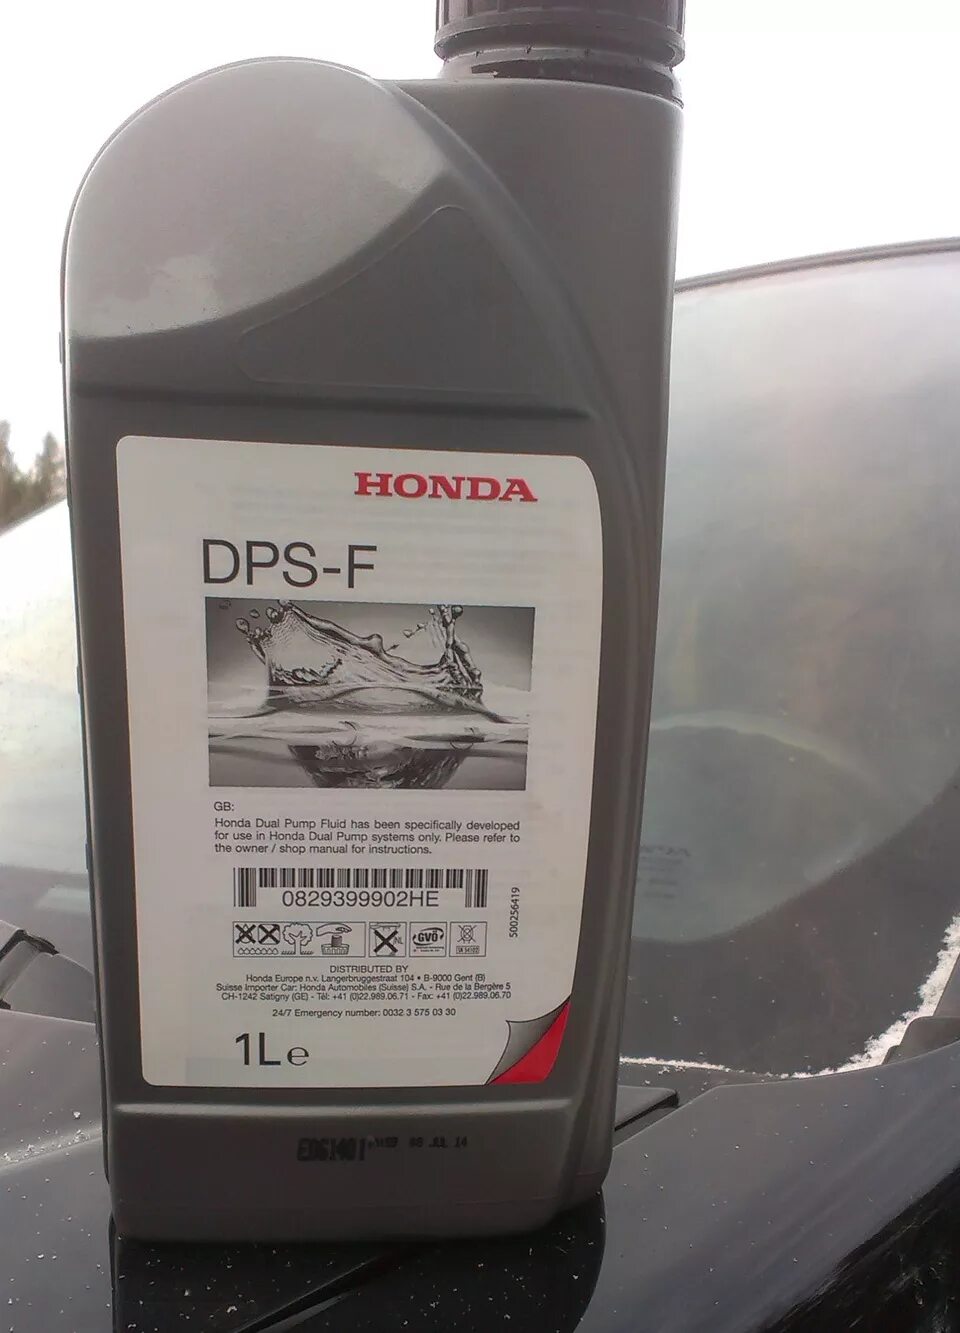 HONDA
DPS-F
GB:
Honda Dual Pump Fluid has been specifically developed
for use in Honda Dual Pump systems only. Please refer to
the owner / shop manual for instructions.
0829399902HE
500256419
NL
GVÖ
DISTRIBUTED BY
Honda Europe n.v. Langerbruggestraat 104 • B-9000 Gent (B)
Suisse Importer Car: Honda Automobiles (Suisse) S.A. - Rue de la Bergère 5
CH-1242 Satigny (GE) - Tél: +41 (0)22.989.06.71 - Fax: +41 (0)22.989.06.70
24/7 Emergency number: 0032 3 575 03 30
1L e
JUL 14